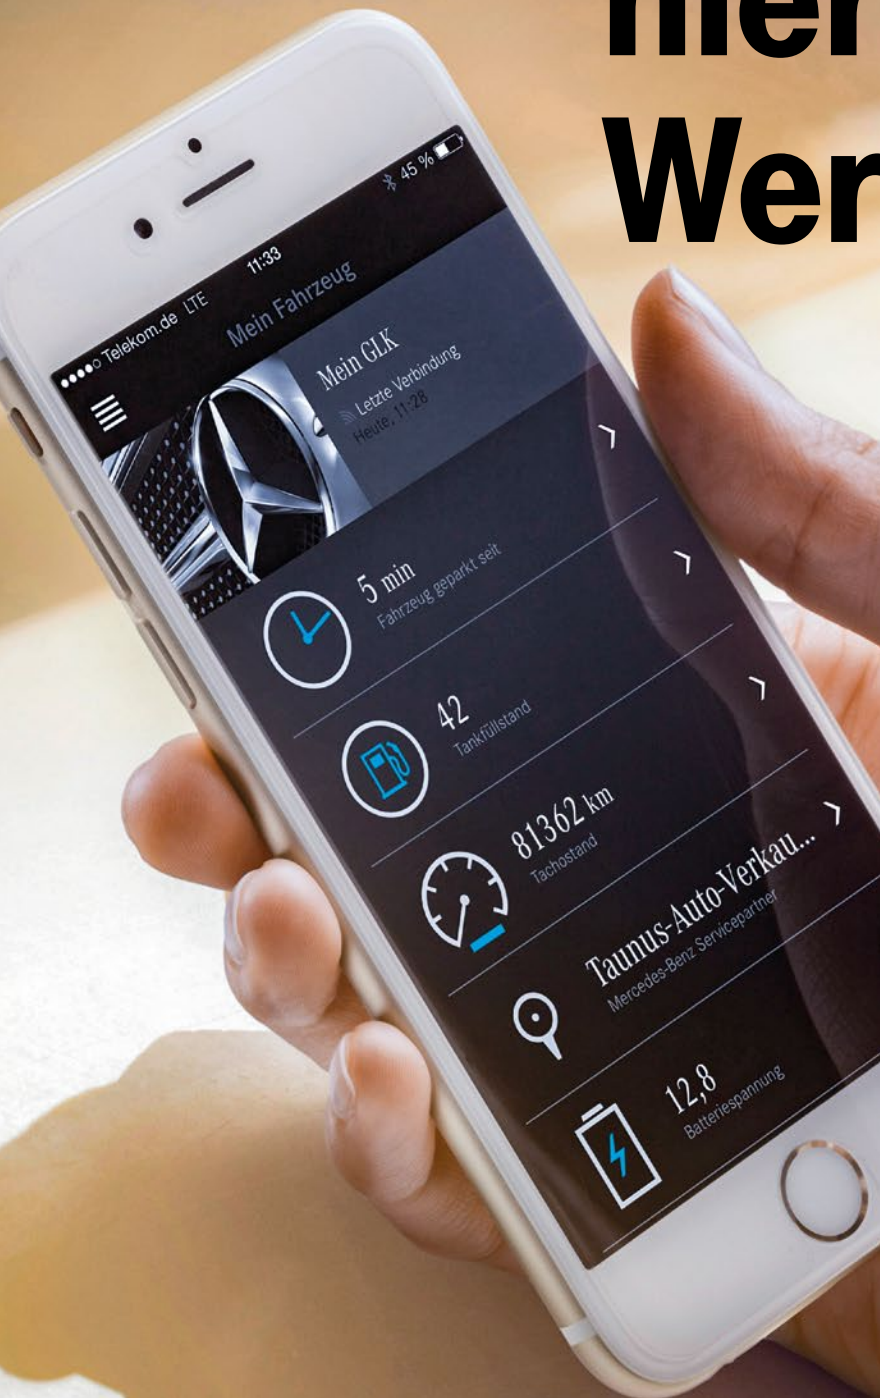 hier
Wer
45 %
11:33
Telekom.de LTE
Mein Fahrzeug
Mein GLK
Letzte Verbindung
Heute, 11:28
5 min
Fahrzeug geparkt seit
42
Tankfüllstand
81362 km
Tachostand
Taunus-Auto-Verkau...
Mercedes-Benz Servicepartner
12,8
Batteriespannung